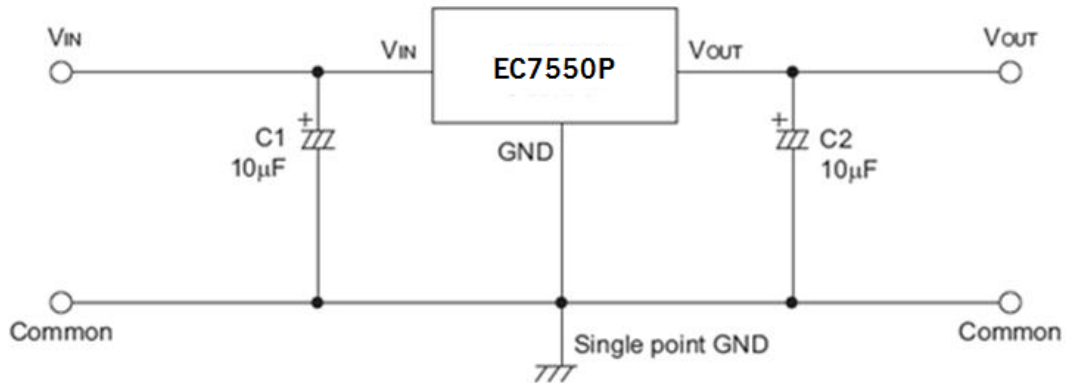 VIN
VIN
EC7550P
VOUT
VOUT
+
C1
10μF
GND
+
C2
10μF
Common
Single point GND
Common